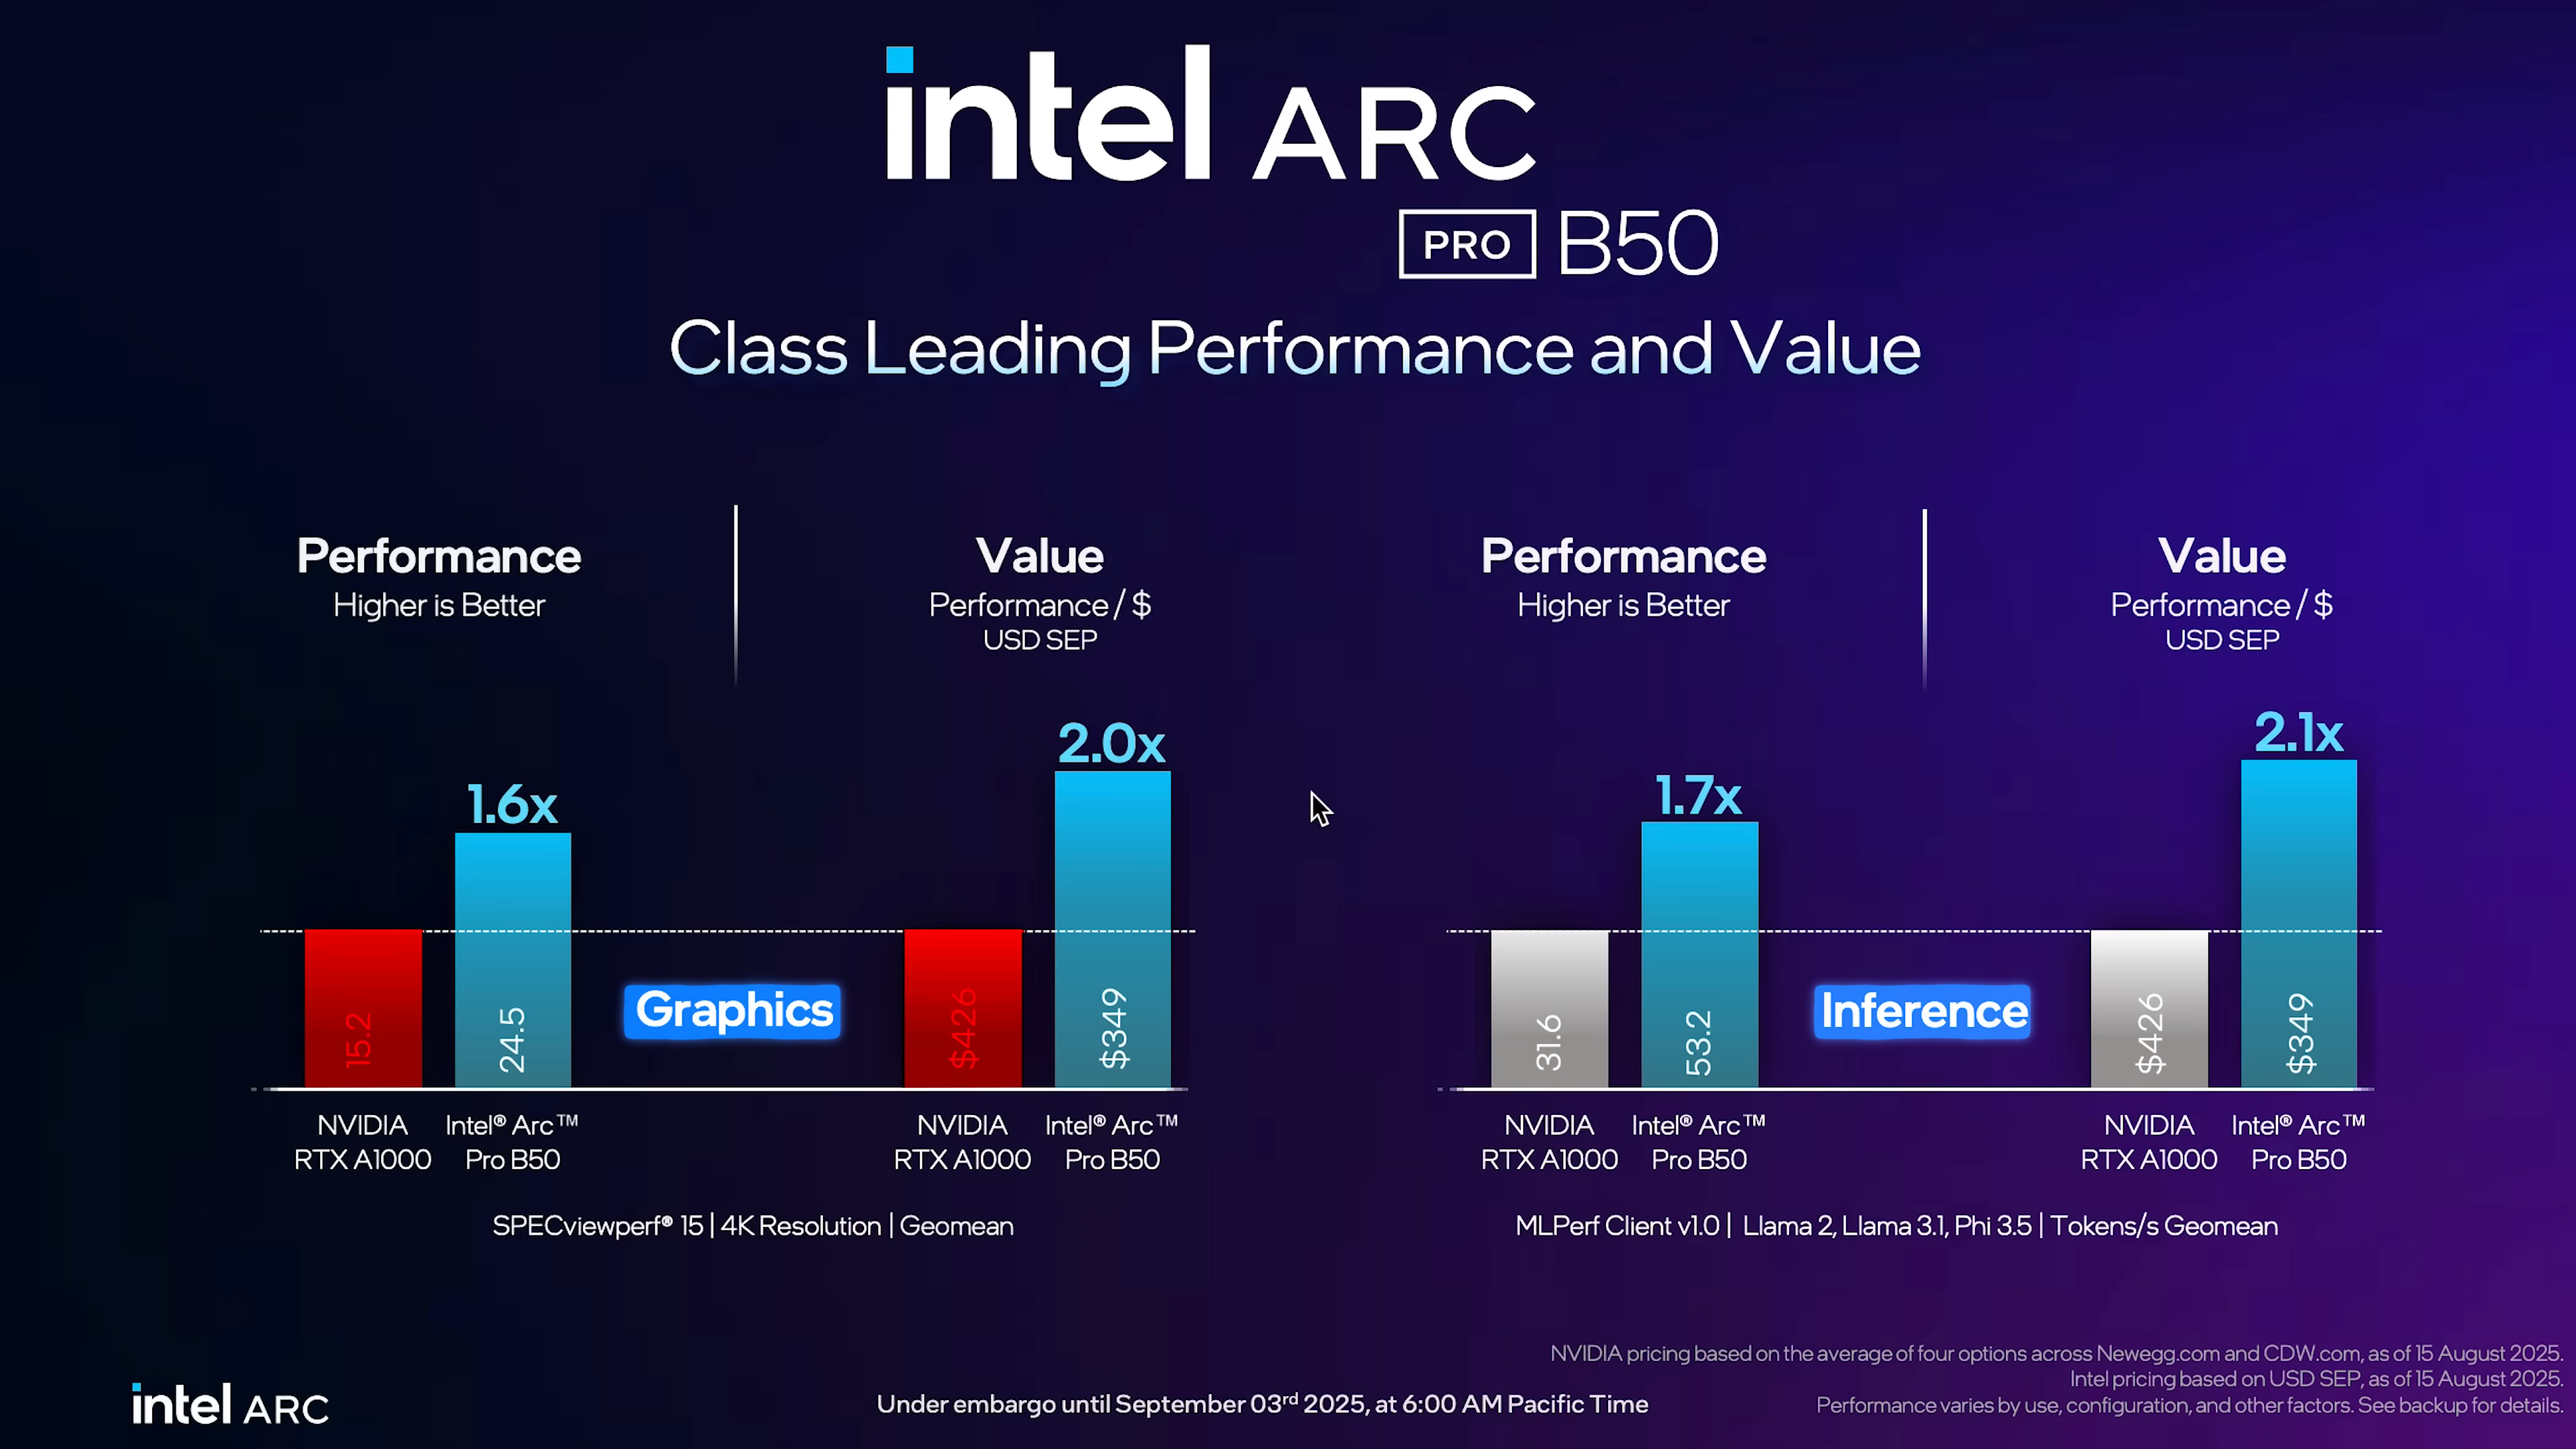 intel ARC
PRO B50
Class Leading Performance and Value
Performance
Higher is Better
Value
Performance / $
USD SEP
1.6x
2.0x
15.2
24.5
Graphics
$426
$349
NVIDIA
RTX A1000
Intel® Arc™
Pro B50
NVIDIA
RTX A1000
Intel® Arc™
Pro B50
SPECviewperf® 15 | 4K Resolution | Geomean
Performance
Higher is Better
Value
Performance / $
USD SEP
1.7x
2.1x
31.6
53.2
Inference
$426
$349
NVIDIA
RTX A1000
Intel® Arc™
Pro B50
NVIDIA
RTX A1000
Intel® Arc™
Pro B50
MLPerf Client v1.0 | Llama 2, Llama 3.1, Phi 3.5 | Tokens/s Geomean
intel ARC
Under embargo until September 03rd 2025, at 6:00 AM Pacific Time
NVIDIA pricing based on the average of four options across Newegg.com and CDW.com, as of 15 August 2025.
Intel pricing based on USD SEP, as of 15 August 2025.
Performance varies by use, configuration, and other factors. See backup for details.